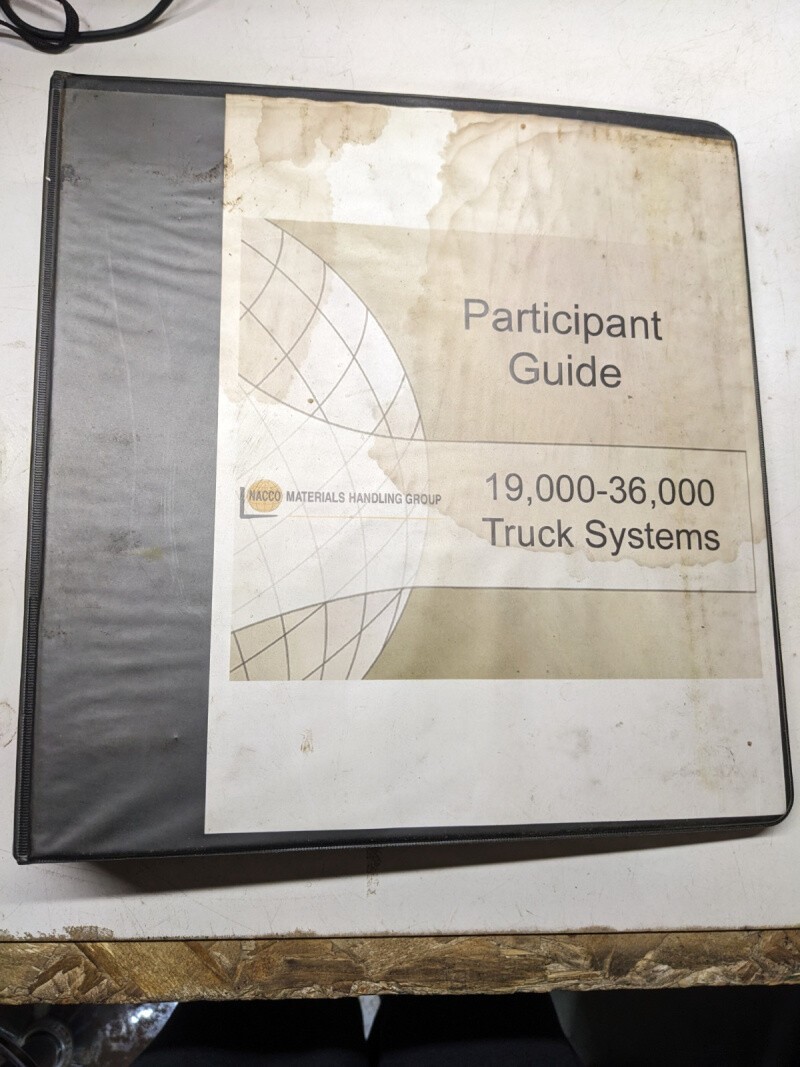 Participant
Guide
NACCO MATERIALS HANDLING GROUP
19,000-36,000
Truck Systems